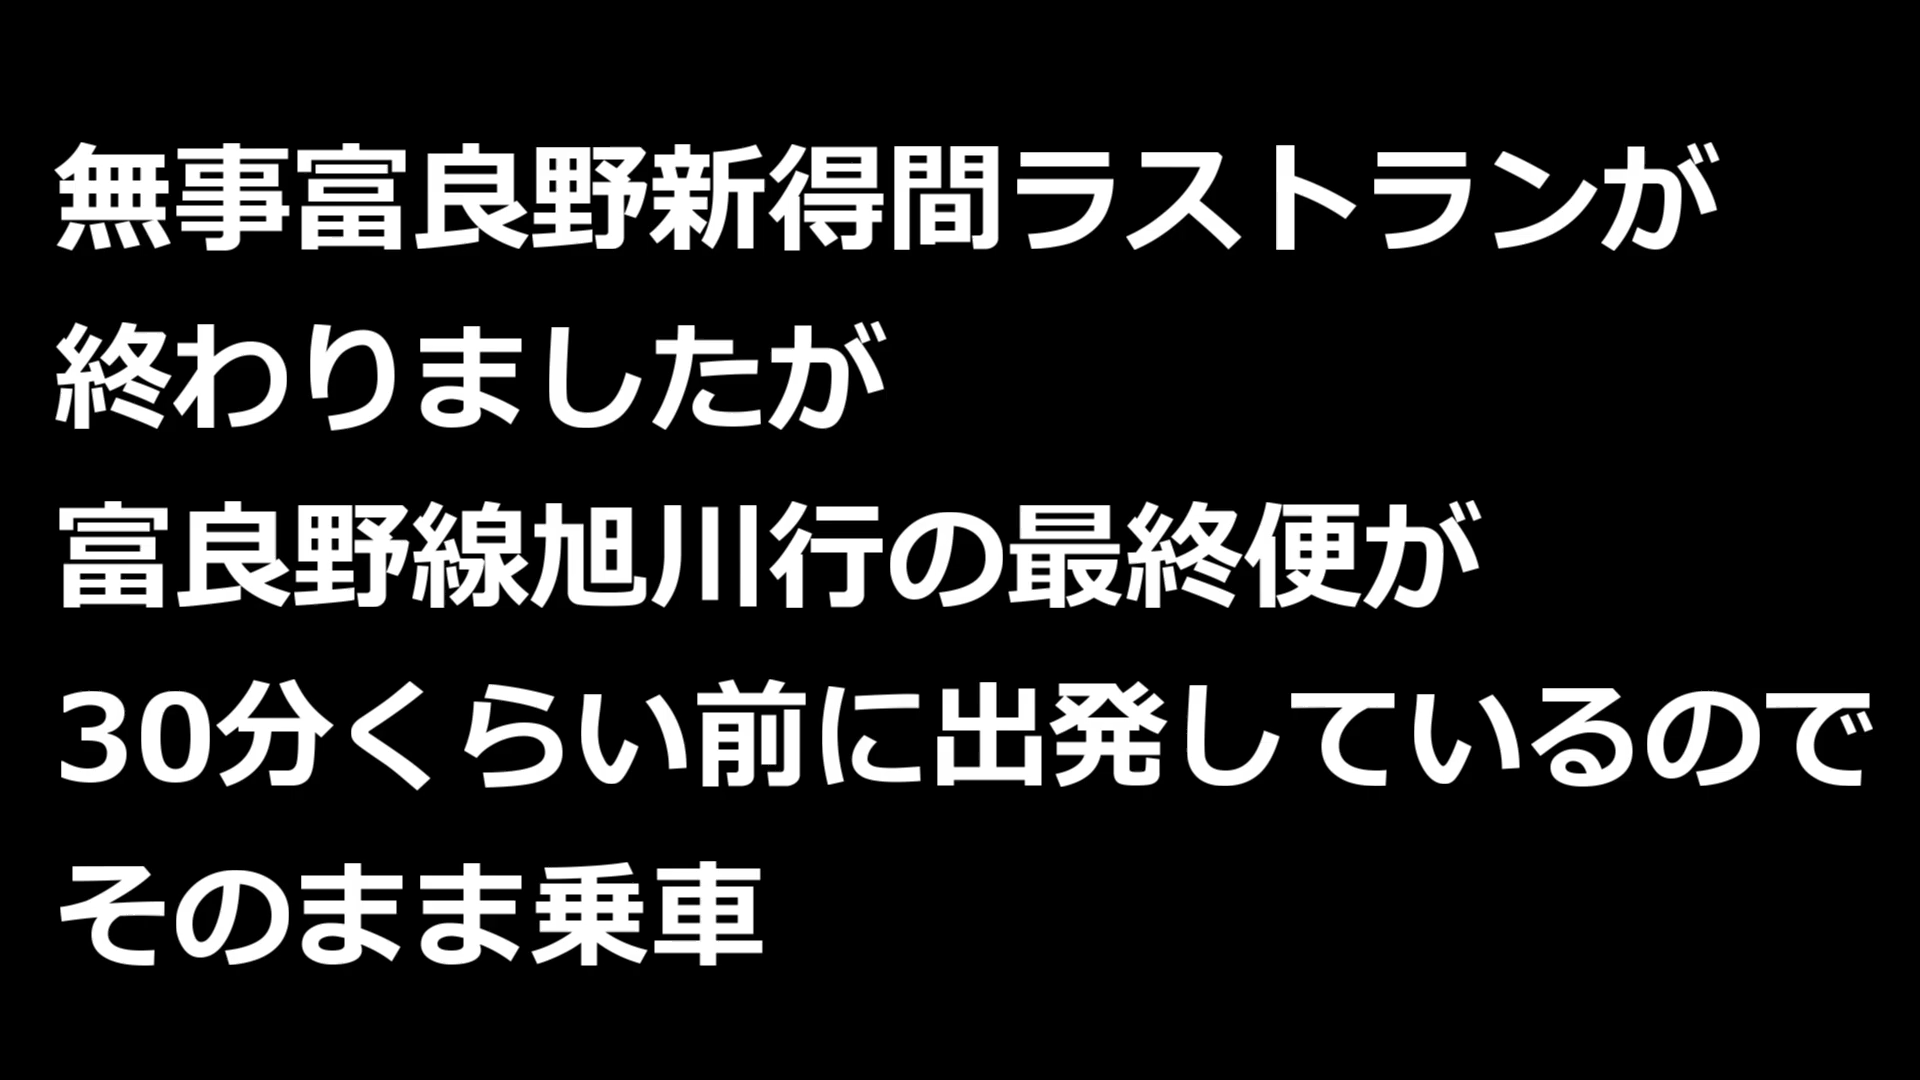 無事富良野新得間ラストランが
終わりましたが
富良野線旭川行の最終便が
30分くらい前に出発しているので
そのまま乗車